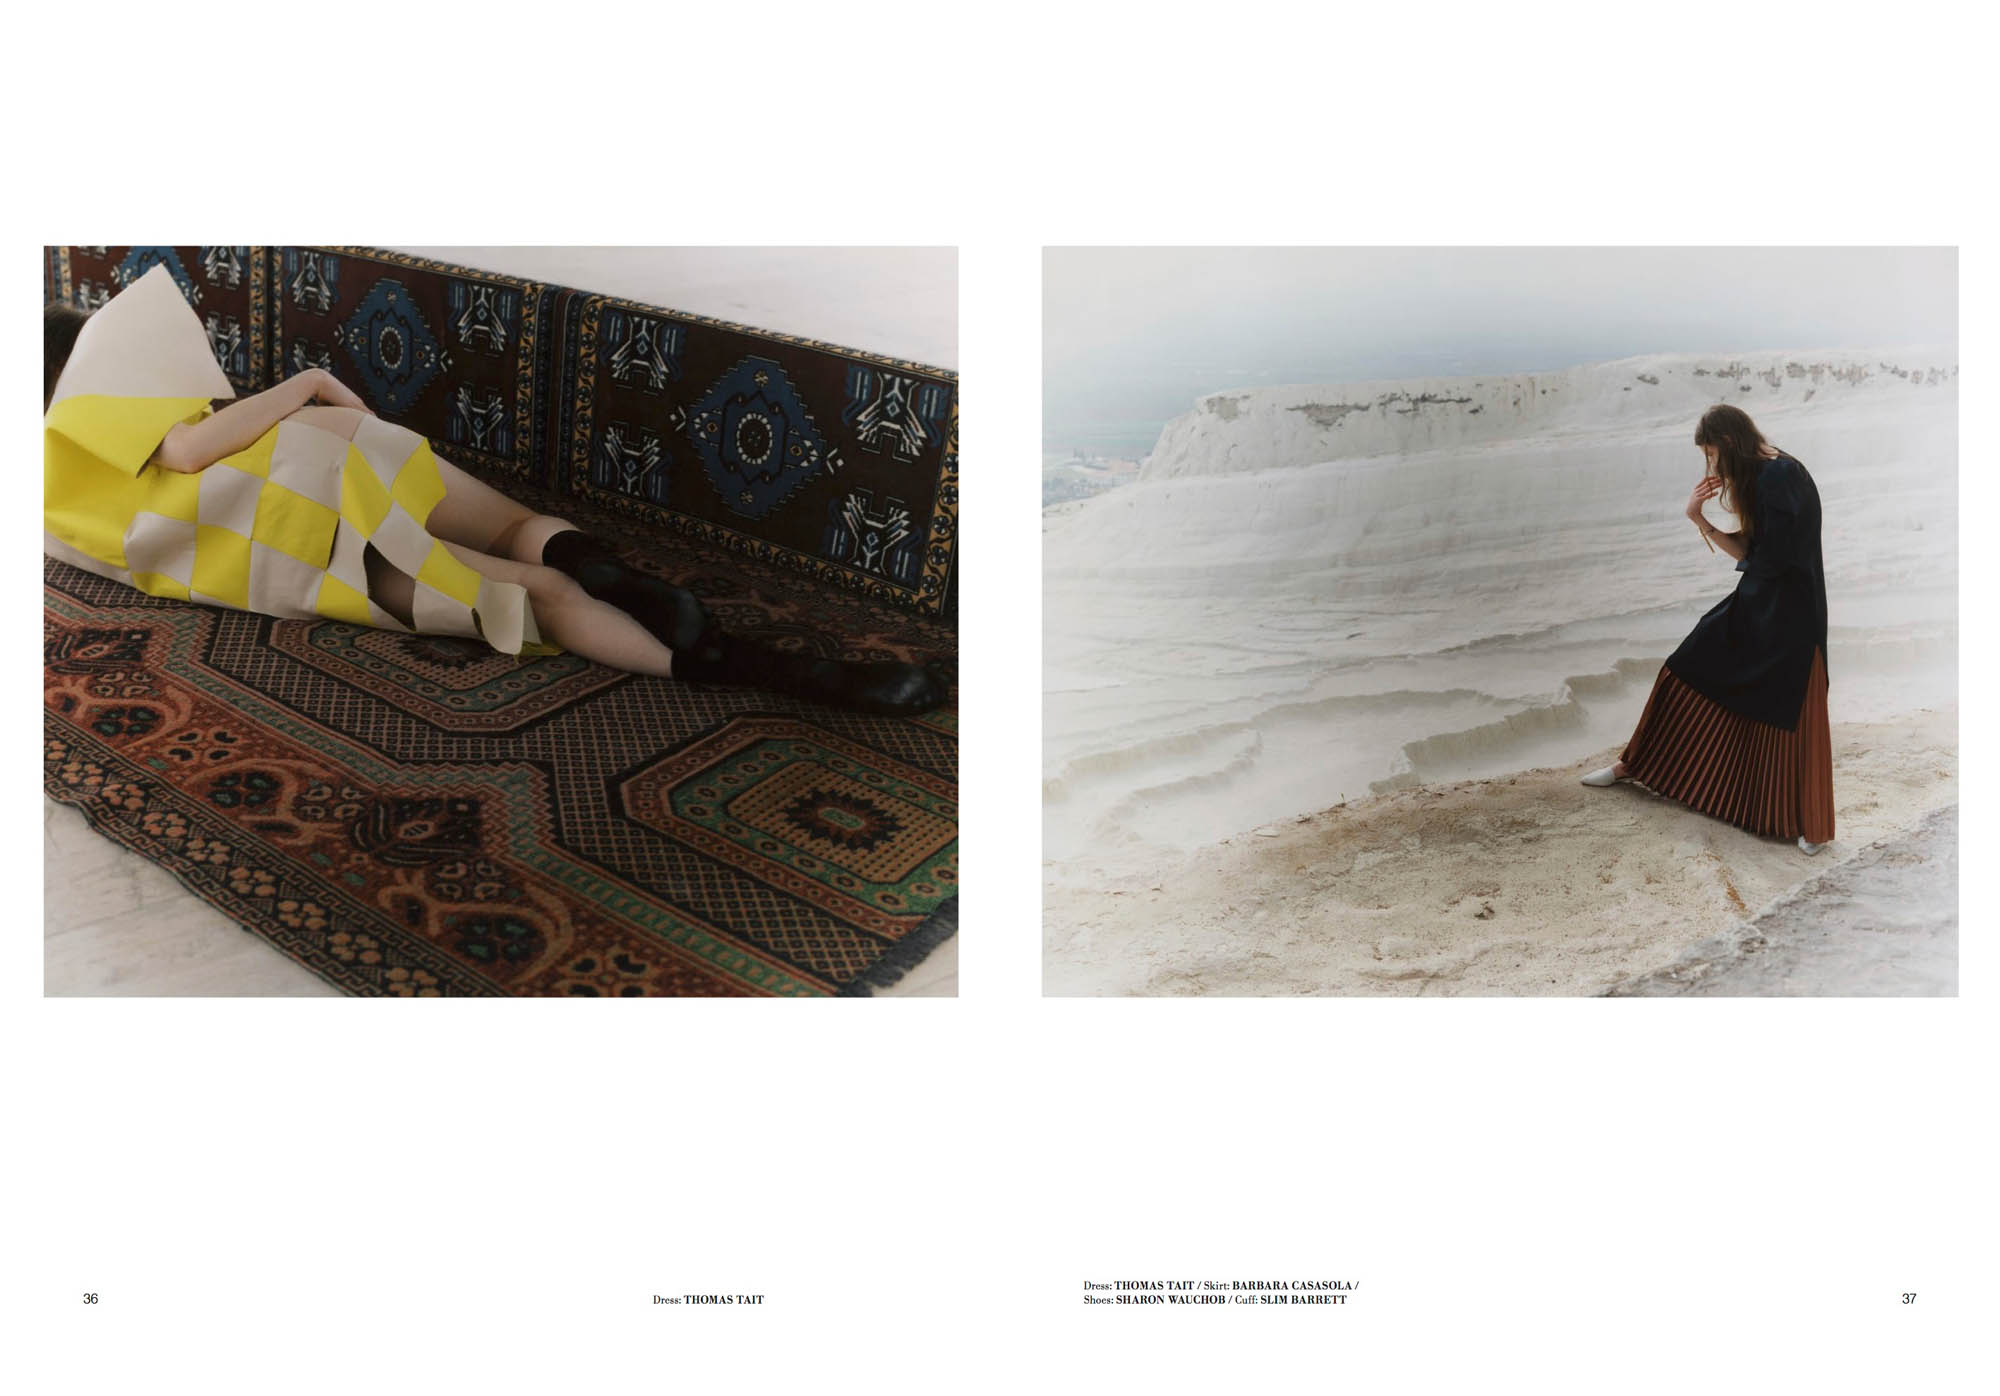 Dress: THOMAS TAIT / Skirt: BARBARA CASASOLA /
36
Dress: THOMAS TAIT
Shoes: SHARON WAUCHOB / Cuff: SLIM BARRETT
37